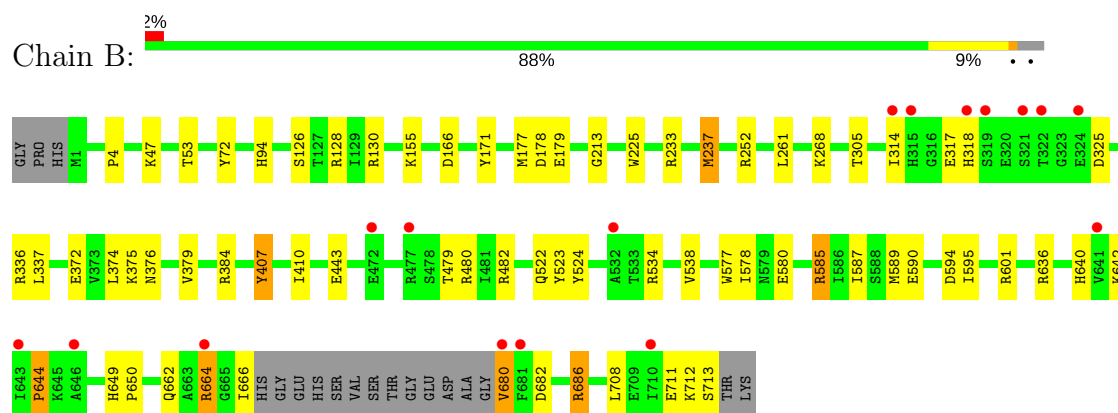 2%
Chain B:
88% 9% • •
GLY PRO HIS M1 P4 K47 T53 Y72 H94 S126 T127 R128 I129 R130 K155 D166 Y171 M177 D178 E179 G213 W225 R233 M237 R252 L261 K268 T305 I314 H315 G316 E317 H318 S319 E320 S321 T322 G323 E324 D325
R336 L337 E372 V373 L374 K375 N376 V379 R384 Y407 I410 E443 E472 R477 S478 T479 R480 I481 R482 Q522 Y523 Y524 A532 T533 R534 V538 W577 I578 N579 E580 R585 I586 I587 S588 M589 E590 D594 I595 R601 R636 H640 V641 K642
I643 P644 K645 A646 H649 P650 Q662 A663 R664 G665 I666 HIS GLY GLU HIS SER VAL SER THR GLY GLU ASP ALA GLY V680 F681 D682 R686 L708 E709 I710 E711 K712 S713 THR LYS